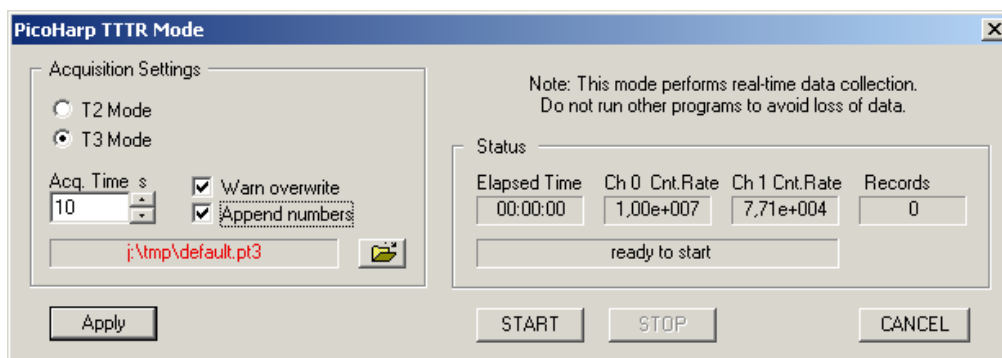 PicoHarp TTTR Mode
Acquisition Settings
T2 Mode
T3 Mode
Acq. Time s
10
Warn overwrite
Append numbers
j:\tmp\default.pt3
Apply
Note: This mode performs real-time data collection.
Do not run other programs to avoid loss of data.
Status
Elapsed Time Ch 0 Cnt.Rate Ch 1 Cnt.Rate Records
00:00:00 1,00e+007 7,71e+004 0
ready to start
START STOP CANCEL